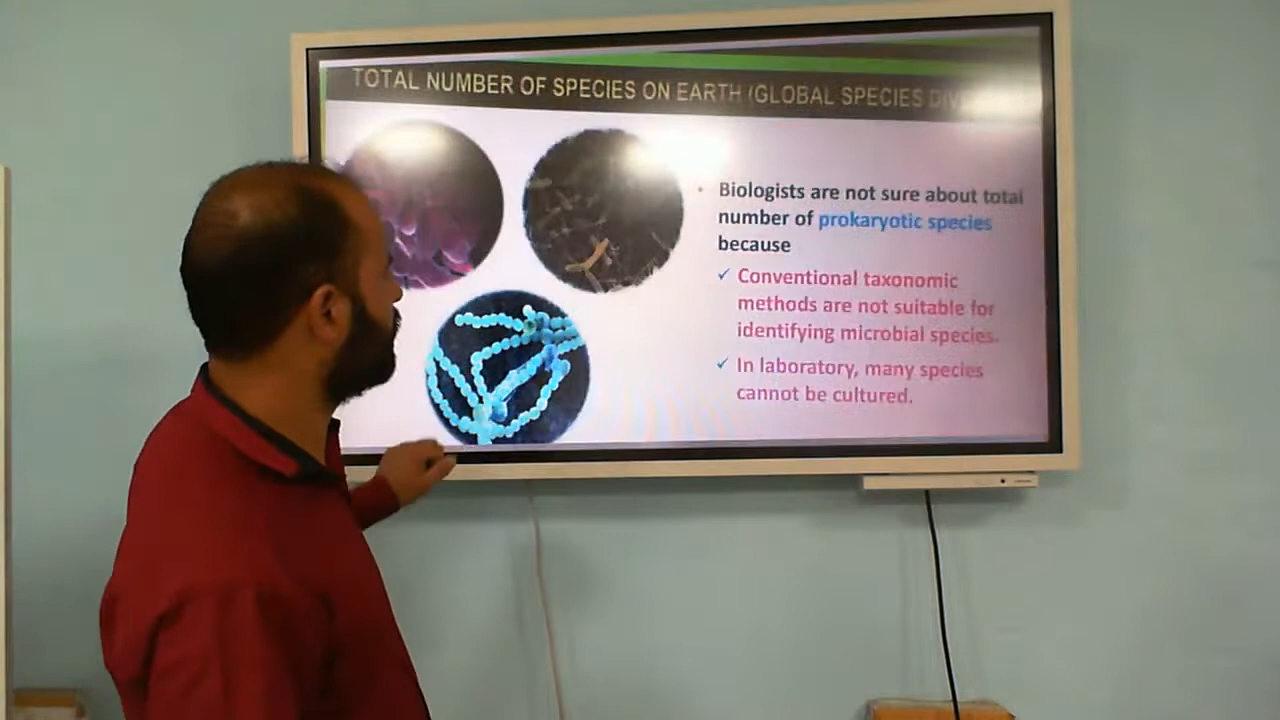 TOTAL NUMBER OF SPECIES ON EARTH (GLOBAL SPECIES
• Biologists are not sure about total
number of prokaryotic species
because
✓ Conventional taxonomic
methods are not suitable for
identifying microbial species.
✓ In laboratory, many species
cannot be cultured.